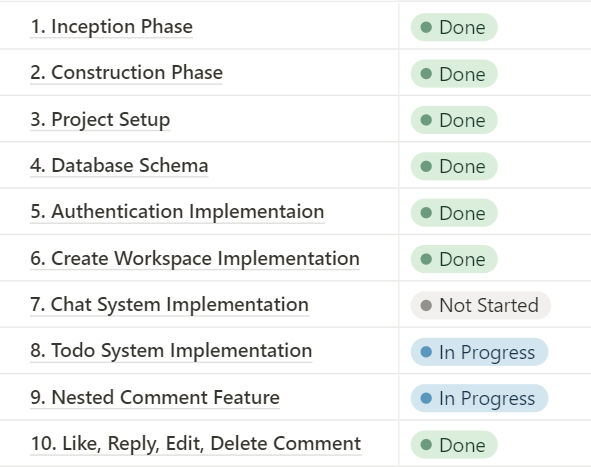 1. Inception Phase Done
2. Construction Phase Done
3. Project Setup Done
4. Database Schema Done
5. Authentication Implementaion Done
6. Create Workspace Implementation Done
7. Chat System Implementation Not Started
8. Todo System Implementation In Progress
9. Nested Comment Feature In Progress
10. Like, Reply, Edit, Delete Comment Done